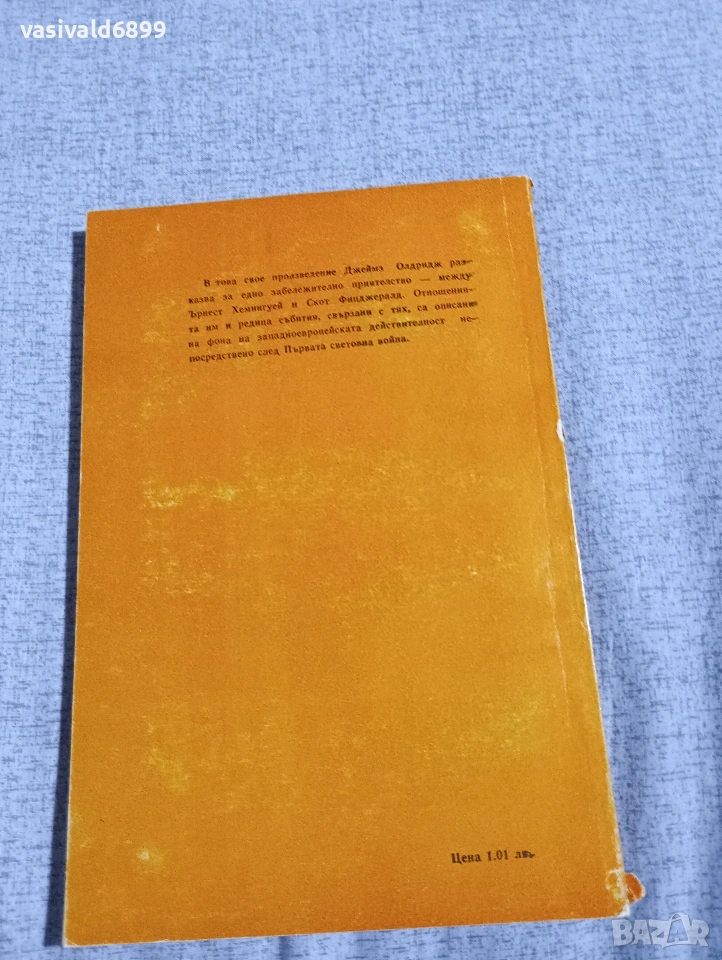 vasivald6899
В това свое произведение Джеймз Олдридж раз-
казва за едно забележително приятелство — между
Ърнест Хемингуей и Скот Фицджералд. Отношения-
та им и редица събития, свързани с тях, са описани
на фона на западноевропейската действителност не-
посредствено след Първата световна война.
Цена 1.01 лв.
BAZAR